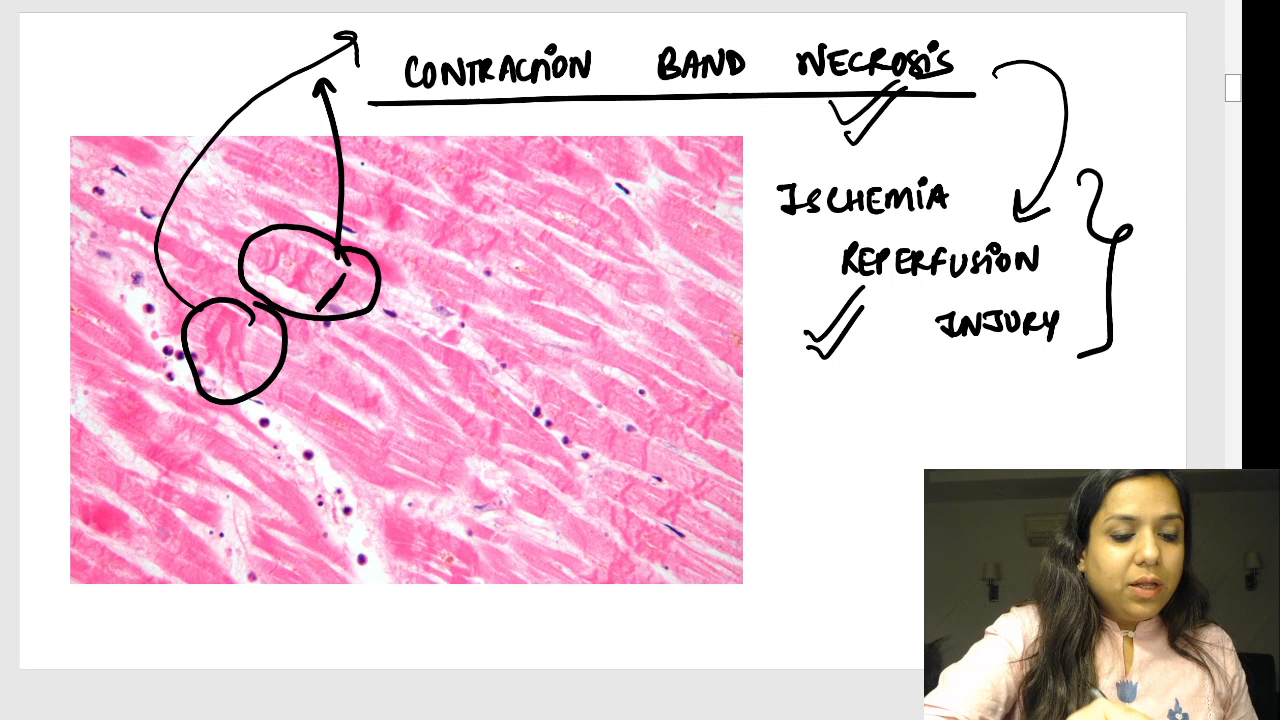 CONTRACTION BAND NECROSIS
ISCHEMIA
REPERFUSION
INJURY